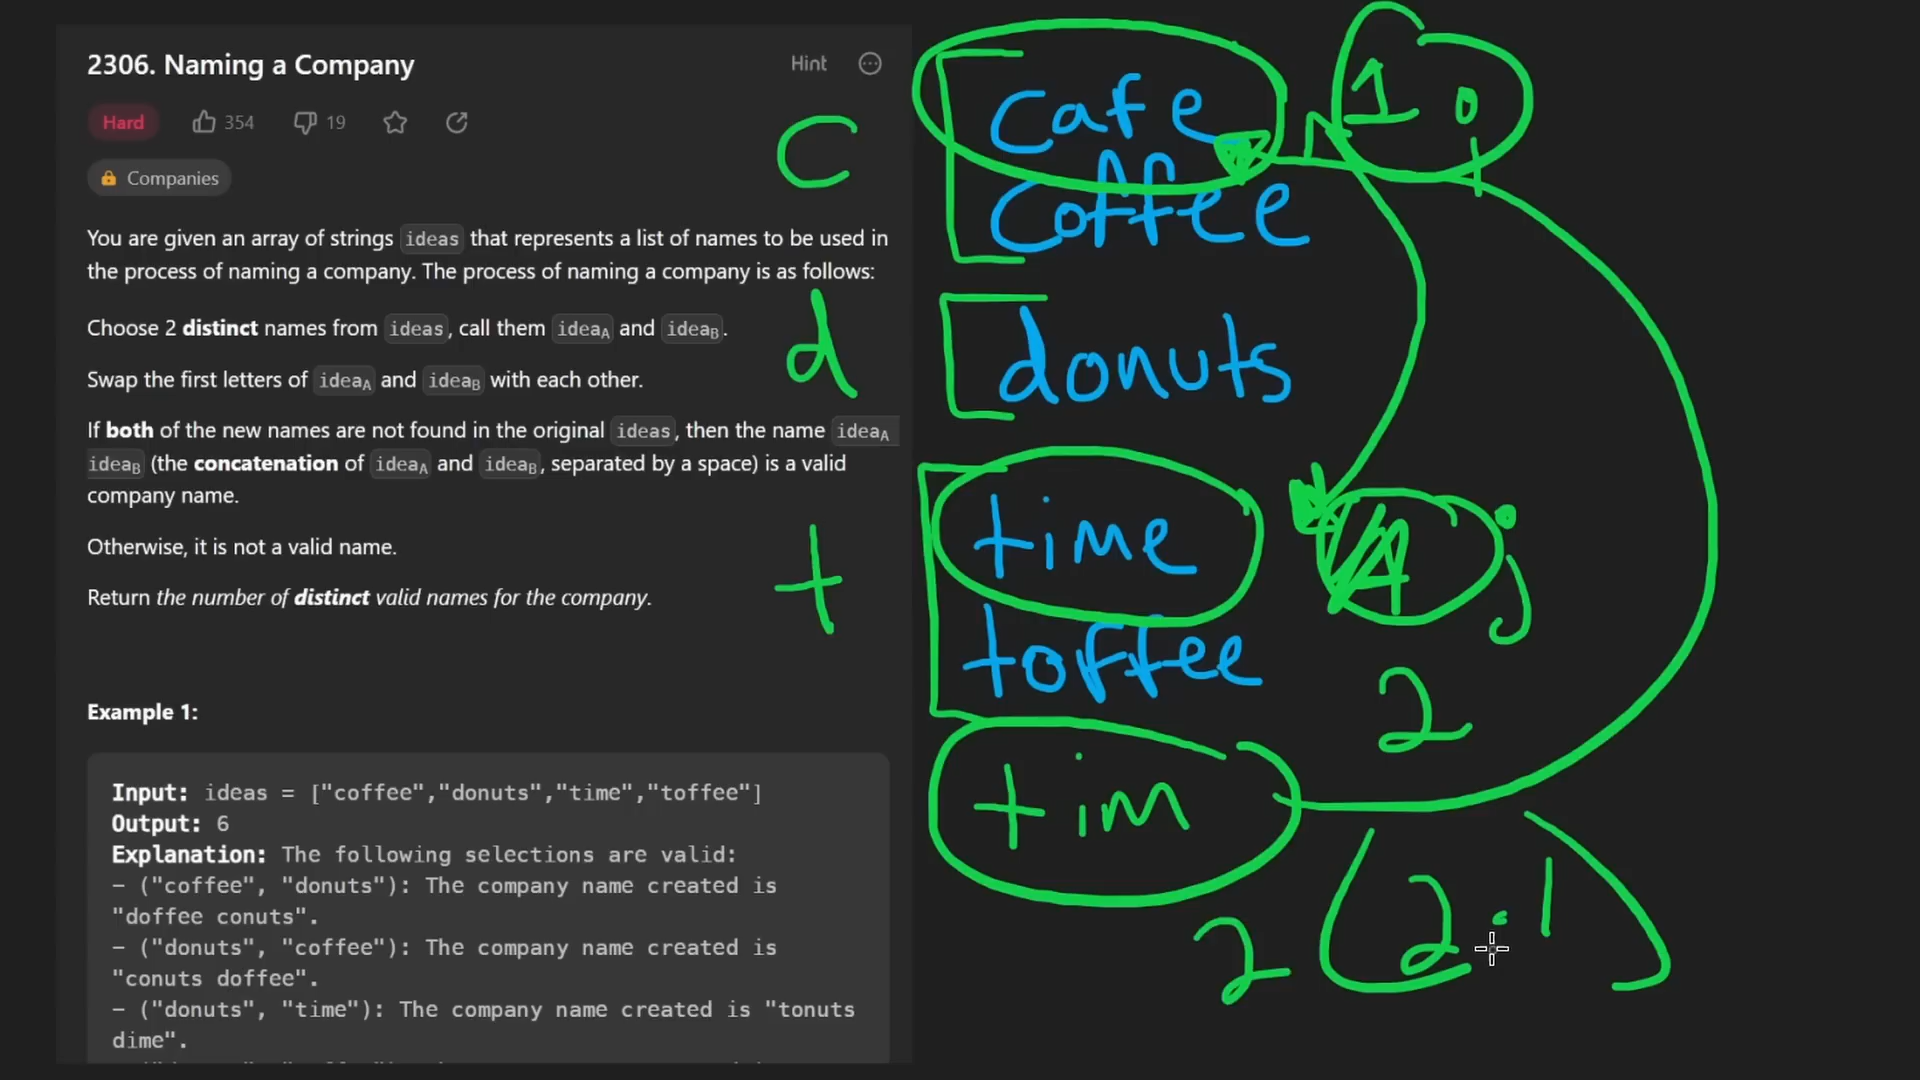 2306. Naming a Company
Hint
Hard 354 19
Companies
You are given an array of strings ideas that represents a list of names to be used in
the process of naming a company. The process of naming a company is as follows:
Choose 2 distinct names from ideas, call them ideaA and ideaB.
Swap the first letters of ideaA and ideaB with each other.
If both of the new names are not found in the original ideas, then the name ideaA
ideaB (the concatenation of ideaA and ideaB, separated by a space) is a valid
company name.
Otherwise, it is not a valid name.
Return the number of distinct valid names for the company.
Example 1:
Input: ideas = ["coffee","donuts","time","toffee"]
Output: 6
Explanation: The following selections are valid:
- ("coffee", "donuts"): The company name created is
"doffee conuts".
- ("donuts", "coffee"): The company name created is
"conuts doffee".
- ("donuts", "time"): The company name created is "tonuts
dime".
c
cafe
1 i
coffee
d
donuts
t
time
j
toffee
2
tim
2 (2·1)